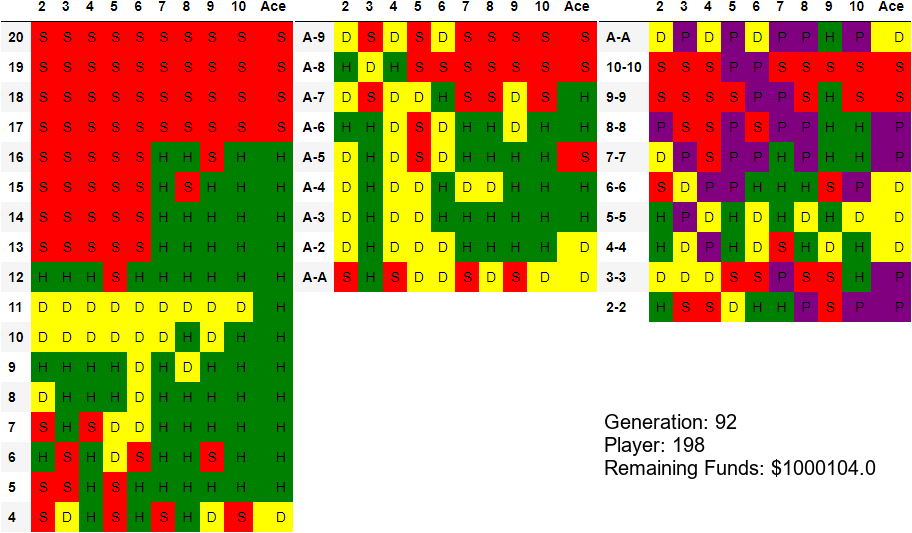 2 3 4 5 6 7 8 9 10 Ace
20 S S S S S S S S S S
19 S S S S S S S S S S
18 S S S S S S S S S S
17 S S S S S S S S S S
16 S S S S S H H S H H
15 S S S S S H S H H H
14 S S S S S H H H H H
13 S S S S S H H H H H
12 H H H S H H H H H H
11 D D D D D D D D D H
10 D D D D D D H D H H
9 H H H H D H D H H H
8 D H H H D H H H H H
7 S H S D D H H H H H
6 H S H D S H H S H H
5 S S H S H H H H H H
4 S D H S H S H D S D
2 3 4 5 6 7 8 9 10 Ace
A-9 D S D S D S S S S S
A-8 H D H S S S S S S S
A-7 D S D D H S S D S H
A-6 H H D S D H H D H H
A-5 D H D S D H H H H S
A-4 D H D D H D D H H H
A-3 D H D D H H H H H H
A-2 D H D D D H H H H D
A-A S H S D D S D S D D
2 3 4 5 6 7 8 9 10 Ace
A-A D P D P D P P H P D
10-10 S S S P P S S S S S
9-9 S S S S P P S H S S
8-8 P S S P S P P H H P
7-7 D P S P P H P H H P
6-6 S D P P H H H S P D
5-5 H P D H D H D H D D
4-4 H D P H D S H D H D
3-3 D D D S S P S S H P
2-2 H S S D H H P S P P
Generation: 92
Player: 198
Remaining Funds: $1000104.0